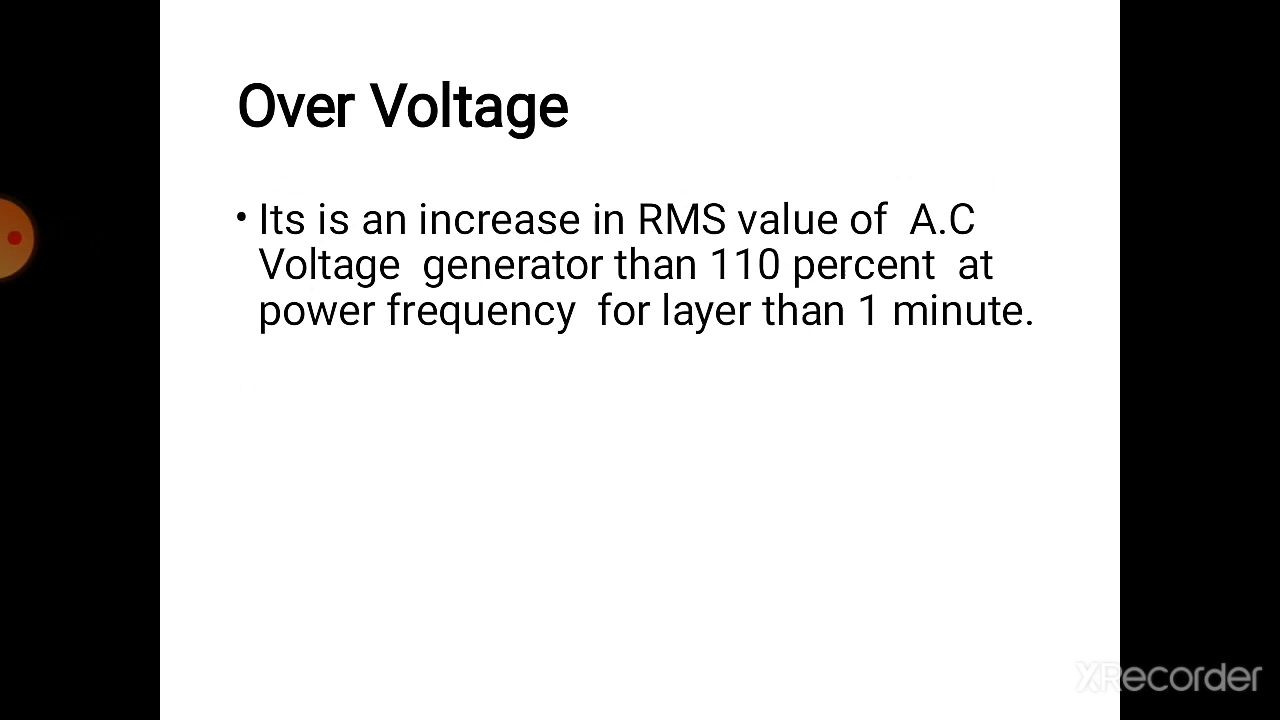 Over Voltage
• Its is an increase in RMS value of A.C
Voltage generator than 110 percent at
power frequency for layer than 1 minute.
XRecorder